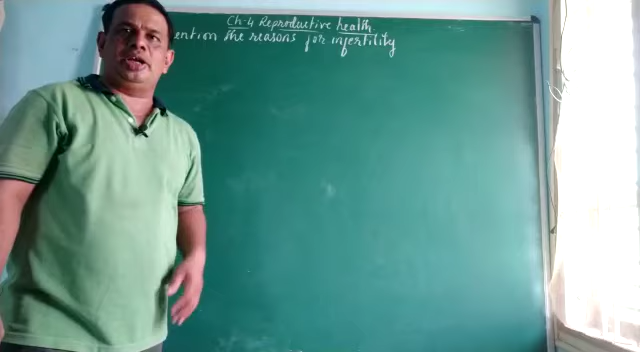 Ch-4 Reproductive health
ention the reasons for infertility